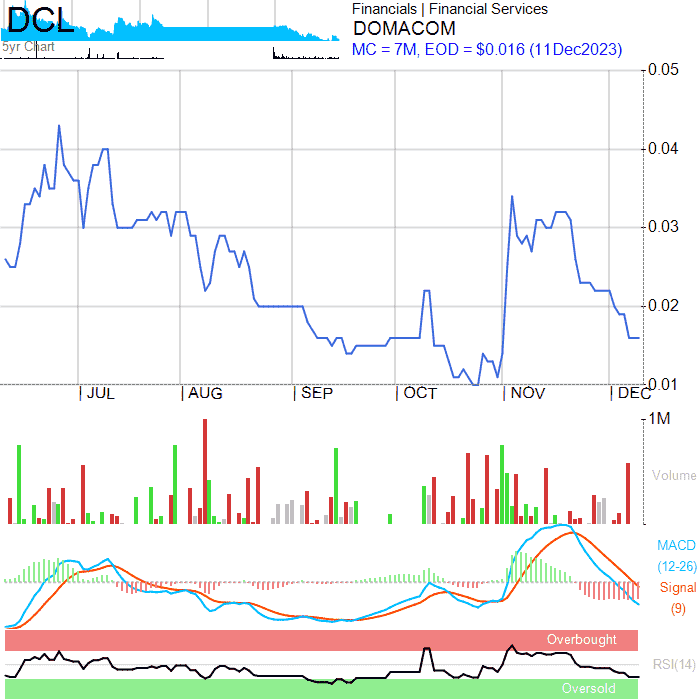 DCL
5yr Chart
Financials | Financial Services
DOMACOM
MC = 7M, EOD = $0.016 (11Dec2023)
0.05
0.04
0.03
0.02
0.01
JUL
AUG
SEP
OCT
NOV
DEC
1M
Volume
MACD
(12-26)
Signal
(9)
Overbought
RSI(14)
Oversold